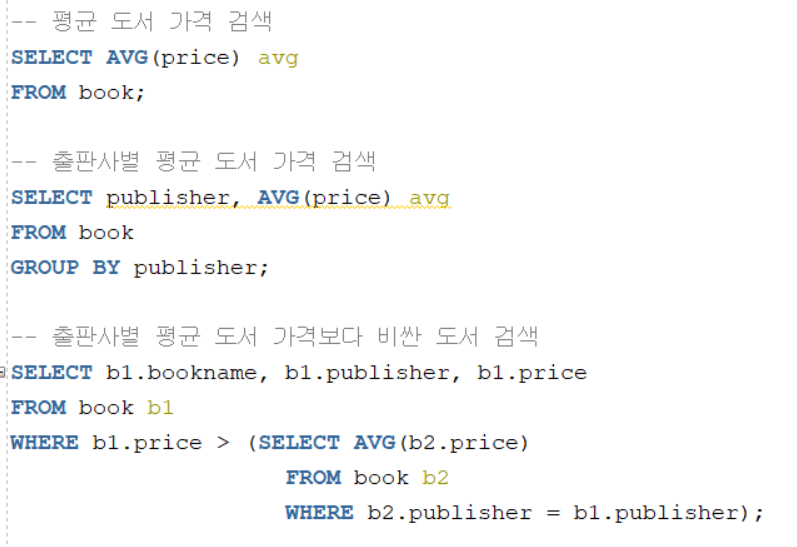 -- 평균 도서 가격 검색
SELECT AVG(price) avg
FROM book;
-- 출판사별 평균 도서 가격 검색
SELECT publisher, AVG(price) avg
FROM book
GROUP BY publisher;
-- 출판사별 평균 도서 가격보다 비싼 도서 검색
SELECT b1.bookname, b1.publisher, b1.price
FROM book b1
WHERE b1.price > (SELECT AVG(b2.price)
FROM book b2
WHERE b2.publisher = b1.publisher);